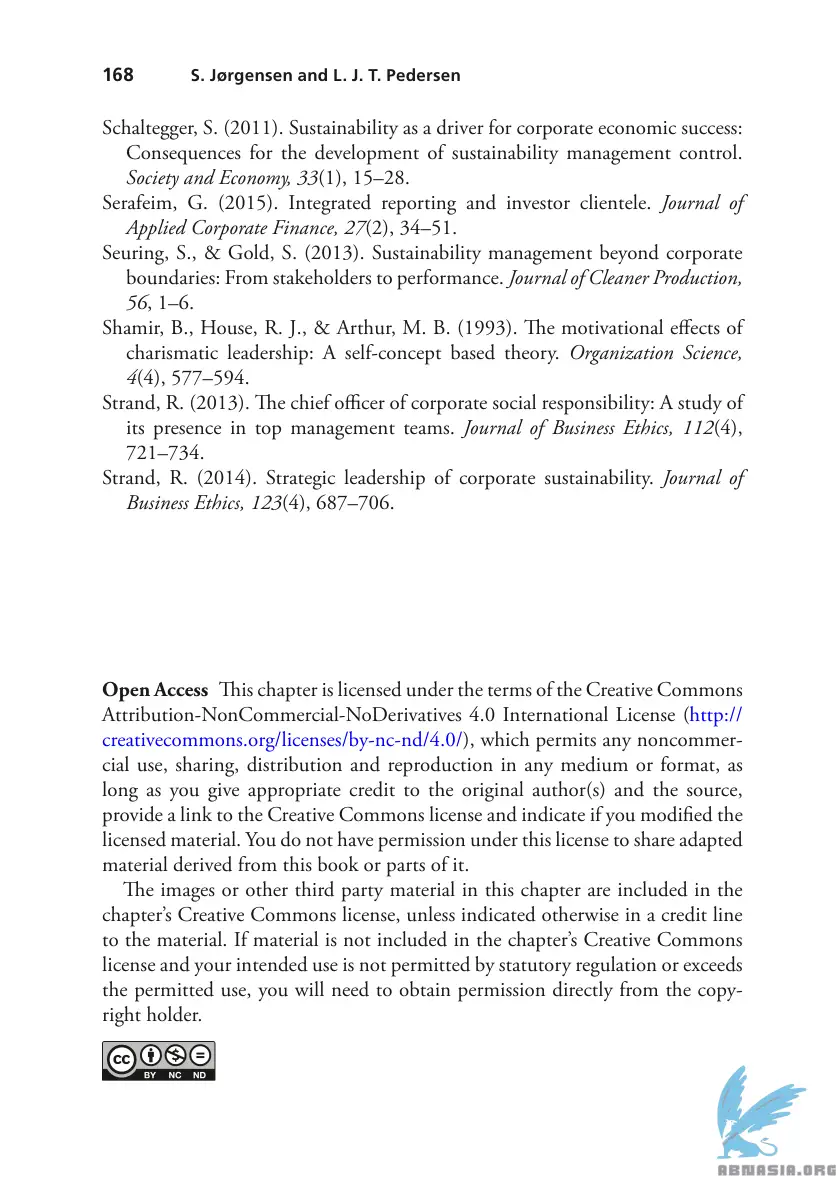 168 S. Jørgensen and L. J. T. Pedersen
Schaltegger, S. (2011). Sustainability as a driver for corporate economic success:
Consequences for the development of sustainability management control.
Society and Economy, 33(1), 15–28.
Serafeim, G. (2015). Integrated reporting and investor clientele. Journal of
Applied Corporate Finance, 27(2), 34–51.
Seuring, S., & Gold, S. (2013). Sustainability management beyond corporate
boundaries: From stakeholders to performance. Journal of Cleaner Production,
56, 1–6.
Shamir, B., House, R. J., & Arthur, M. B. (1993). The motivational effects of
charismatic leadership: A self-concept based theory. Organization Science,
4(4), 577–594.
Strand, R. (2013). The chief officer of corporate social responsibility: A study of
its presence in top management teams. Journal of Business Ethics, 112(4),
721–734.
Strand, R. (2014). Strategic leadership of corporate sustainability. Journal of
Business Ethics, 123(4), 687–706.
Open Access This chapter is licensed under the terms of the Creative Commons
Attribution-NonCommercial-NoDerivatives 4.0 International License (http://
creativecommons.org/licenses/by-nc-nd/4.0/), which permits any noncommer-
cial use, sharing, distribution and reproduction in any medium or format, as
long as you give appropriate credit to the original author(s) and the source,
provide a link to the Creative Commons license and indicate if you modified the
licensed material. You do not have permission under this license to share adapted
material derived from this book or parts of it.
The images or other third party material in this chapter are included in the
chapter’s Creative Commons license, unless indicated otherwise in a credit line
to the material. If material is not included in the chapter’s Creative Commons
license and your intended use is not permitted by statutory regulation or exceeds
the permitted use, you will need to obtain permission directly from the copy-
right holder.
cc BY NC ND
ABNASIA.ORG